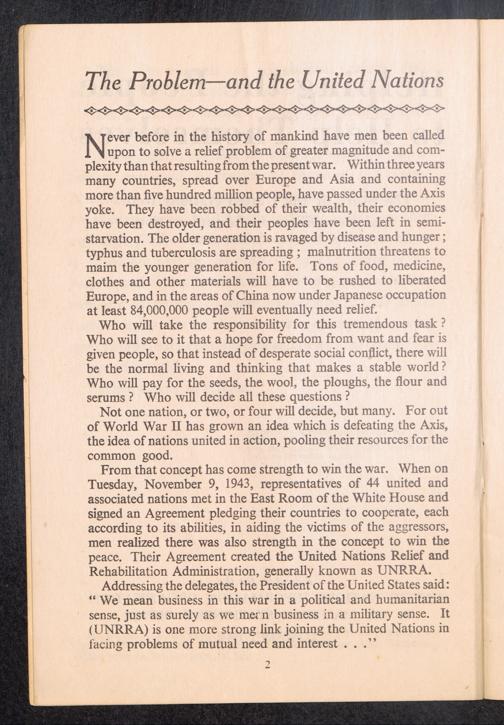 The Problem—and the United Nations
Never before in the history of mankind have men been called
upon to solve a relief problem of greater magnitude and com-
plexity than that resulting from the present war. Within three years
many countries, spread over Europe and Asia and containing
more than five hundred million people, have passed under the Axis
yoke. They have been robbed of their wealth, their economies
have been destroyed, and their peoples have been left in semi-
starvation. The older generation is ravaged by disease and hunger ;
typhus and tuberculosis are spreading ; malnutrition threatens to
maim the younger generation for life. Tons of food, medicine,
clothes and other materials will have to be rushed to liberated
Europe, and in the areas of China now under Japanese occupation
at least 84,000,000 people will eventually need relief.
Who will take the responsibility for this tremendous task ?
Who will see to it that a hope for freedom from want and fear is
given people, so that instead of desperate social conflict, there will
be the normal living and thinking that makes a stable world ?
Who will pay for the seeds, the wool, the ploughs, the flour and
serums ? Who will decide all these questions ?
Not one nation, or two, or four will decide, but many. For out
of World War II has grown an idea which is defeating the Axis,
the idea of nations united in action, pooling their resources for the
common good.
From that concept has come strength to win the war. When on
Tuesday, November 9, 1943, representatives of 44 united and
associated nations met in the East Room of the White House and
signed an Agreement pledging their countries to cooperate, each
according to its abilities, in aiding the victims of the aggressors,
men realized there was also strength in the concept to win the
peace. Their Agreement created the United Nations Relief and
Rehabilitation Administration, generally known as UNRRA.
Addressing the delegates, the President of the United States said:
“ We mean business in this war in a political and humanitarian
sense, just as surely as we mean business in a military sense. It
(UNRRA) is one more strong link joining the United Nations in
facing problems of mutual need and interest . . .”
2